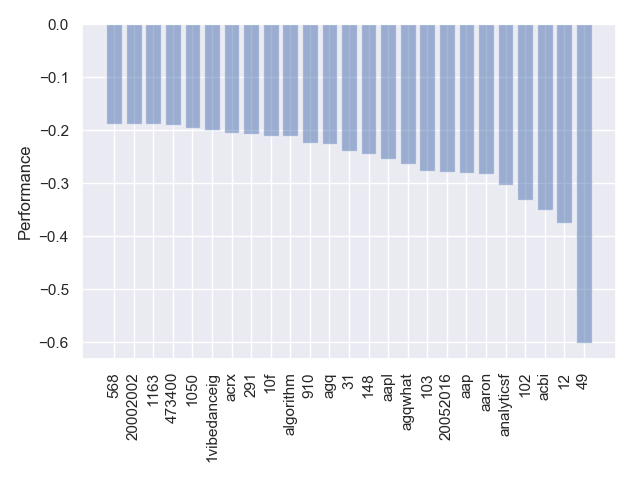 0.0
−0.1
−0.2
−0.3
−0.4
−0.5
−0.6
Performance
568
20002002
1163
473400
1050
1vibedanceig
acrx
291
10f
algorithm
910
agq
31
148
aapl
agqwhat
103
20052016
aap
aaron
analyticsf
102
acbi
12
49